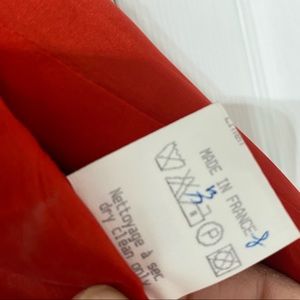 MADE IN FRANCE
P
Nettoyage à sec
dry clean only